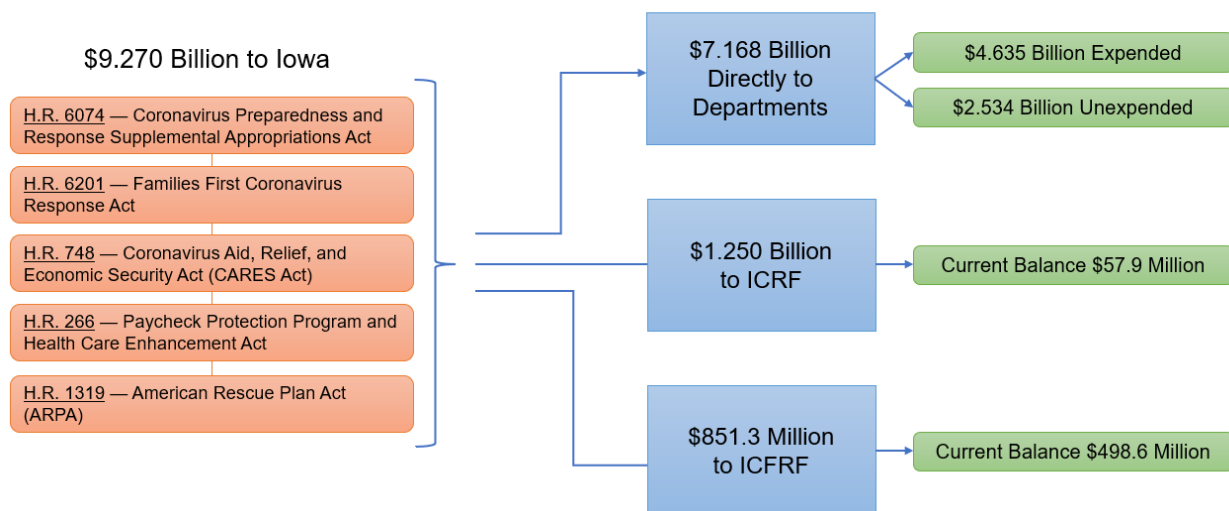 $9.270 Billion to Iowa
H.R. 6074 — Coronavirus Preparedness and
Response Supplemental Appropriations Act
H.R. 6201 — Families First Coronavirus
Response Act
H.R. 748 — Coronavirus Aid, Relief, and
Economic Security Act (CARES Act)
H.R. 266 — Paycheck Protection Program and
Health Care Enhancement Act
H.R. 1319 — American Rescue Plan Act
(ARPA)
$7.168 Billion
Directly to
Departments
$4.635 Billion Expended
$2.534 Billion Unexpended
$1.250 Billion
to ICRF
Current Balance $57.9 Million
$851.3 Million
to ICFRF
Current Balance $498.6 Million